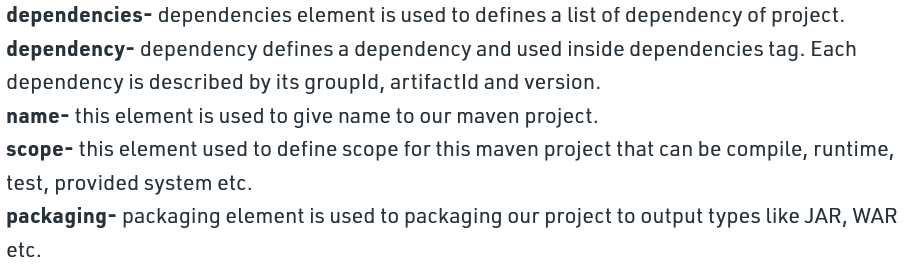 dependencies- dependencies element is used to defines a list of dependency of project.
dependency- dependency defines a dependency and used inside dependencies tag. Each
dependency is described by its groupId, artifactId and version.
name- this element is used to give name to our maven project.
scope- this element used to define scope for this maven project that can be compile, runtime,
test, provided system etc.
packaging- packaging element is used to packaging our project to output types like JAR, WAR
etc.